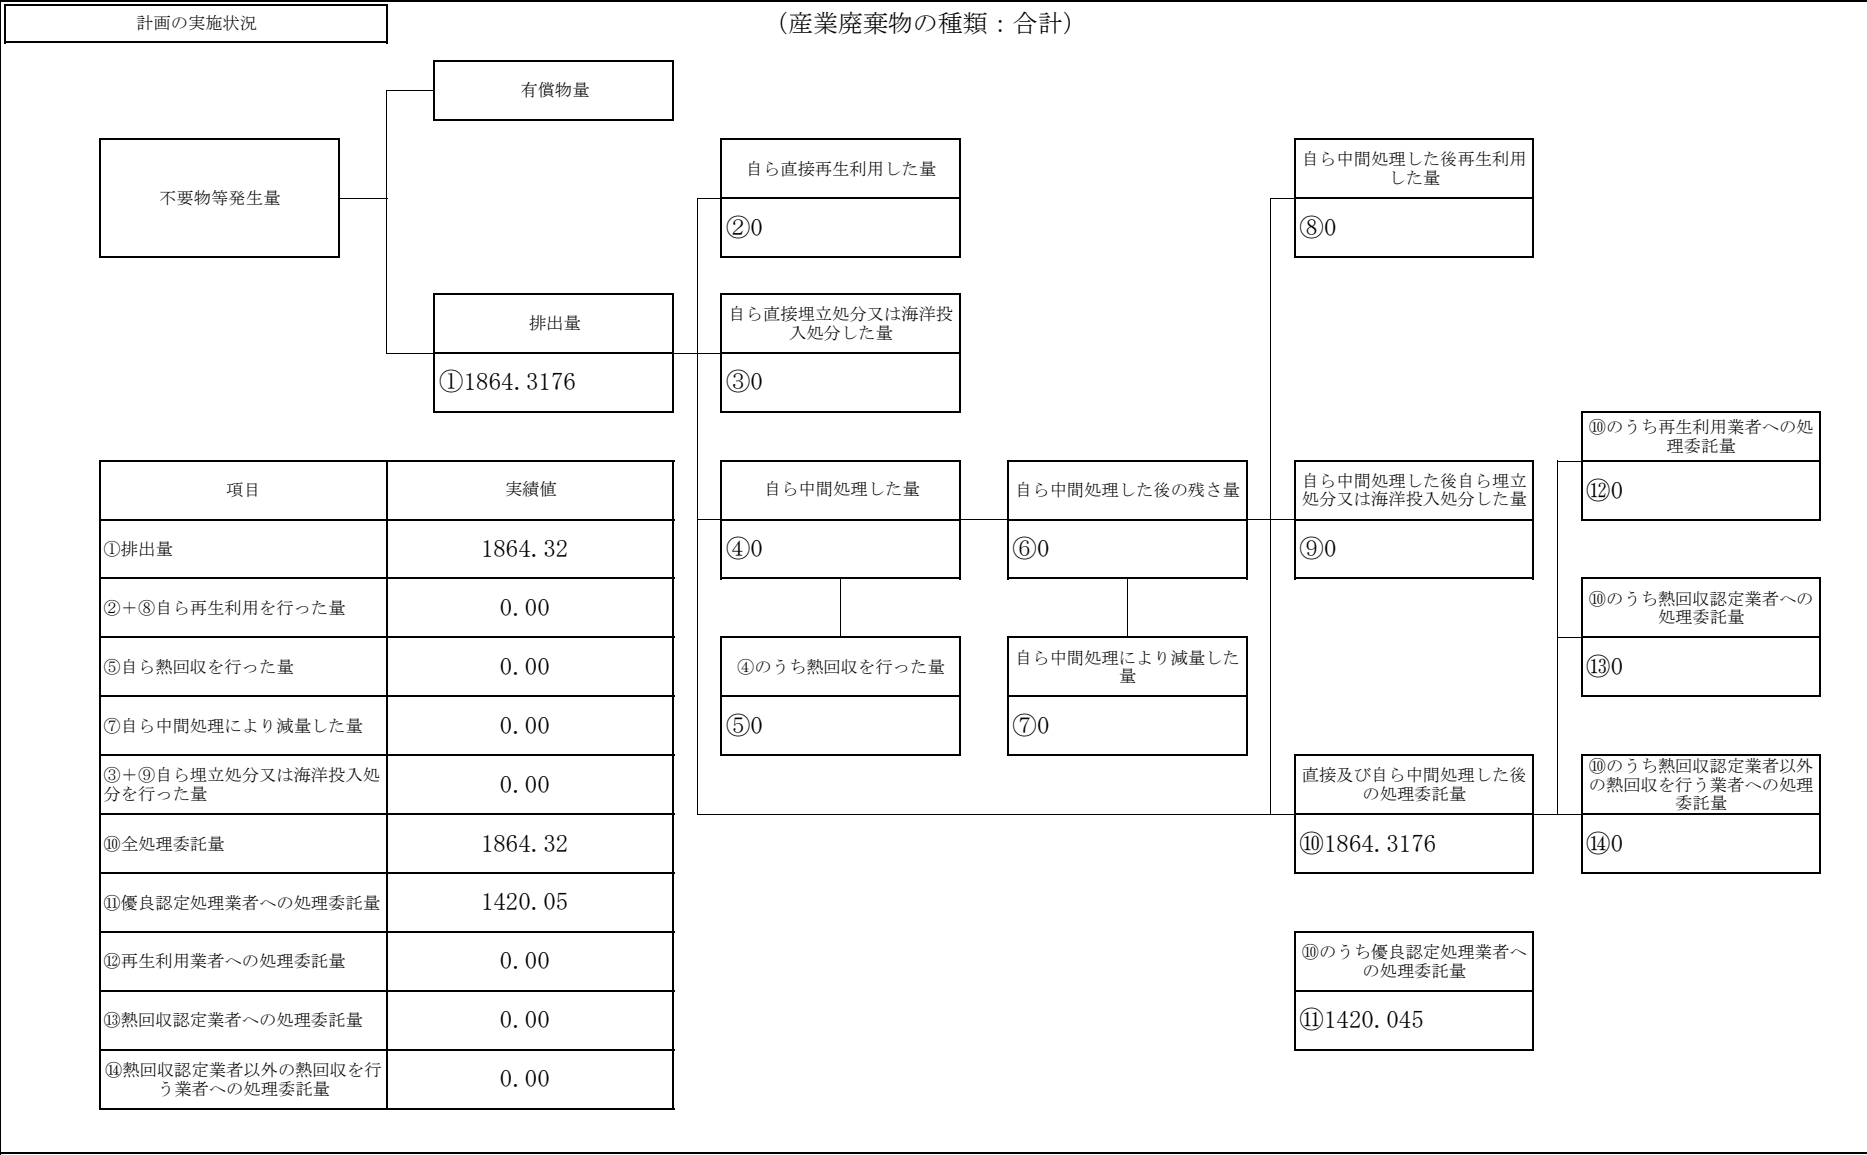 計画の実施状況
（産業廃棄物の種類：合計）
有償物量
不要物等発生量
自ら直接再生利用した量
②0
自ら中間処理した後再生利用
した量
⑧0
排出量
①1864.3176
自ら直接埋立処分又は海洋投
入処分した量
③0
⑩のうち再生利用業者への処
理委託量
⑫0
自ら中間処理した量
④0
自ら中間処理した後の残さ量
⑥0
自ら中間処理した後自ら埋立
処分又は海洋投入処分した量
⑨0
⑩のうち熱回収認定業者への
処理委託量
⑬0
④のうち熱回収を行った量
⑤0
自ら中間処理により減量した
量
⑦0
直接及び自ら中間処理した後
の処理委託量
⑩1864.3176
⑩のうち熱回収認定業者以外
の熱回収を行う業者への処理
委託量
⑭0
⑩のうち優良認定処理業者へ
の処理委託量
⑪1420.045
項目 実績値
①排出量 1864.32
②＋⑧自ら再生利用を行った量 0.00
⑤自ら熱回収を行った量 0.00
⑦自ら中間処理により減量した量 0.00
③＋⑨自ら埋立処分又は海洋投入処
分を行った量 0.00
⑩全処理委託量 1864.32
⑪優良認定処理業者への処理委託量 1420.05
⑫再生利用業者への処理委託量 0.00
⑬熱回収認定業者への処理委託量 0.00
⑭熱回収認定業者以外の熱回収を行
う業者への処理委託量 0.00